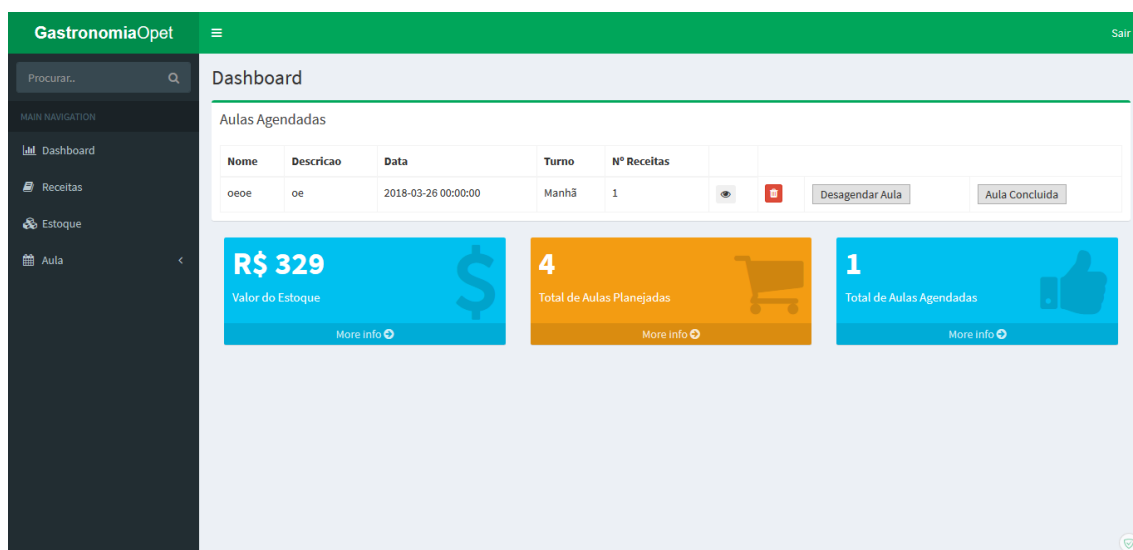 GastronomiaOpet
Sair
Procurar..
Dashboard
MAIN NAVIGATION
Dashboard
Receitas
Estoque
Aula
Aulas Agendadas
Nome Descricao Data Turno Nº Receitas
oeoe oe 2018-03-26 00:00:00 Manhã 1 Desagendar Aula Aula Concluida
R$ 329
Valor do Estoque
More info
4
Total de Aulas Planejadas
More info
1
Total de Aulas Agendadas
More info